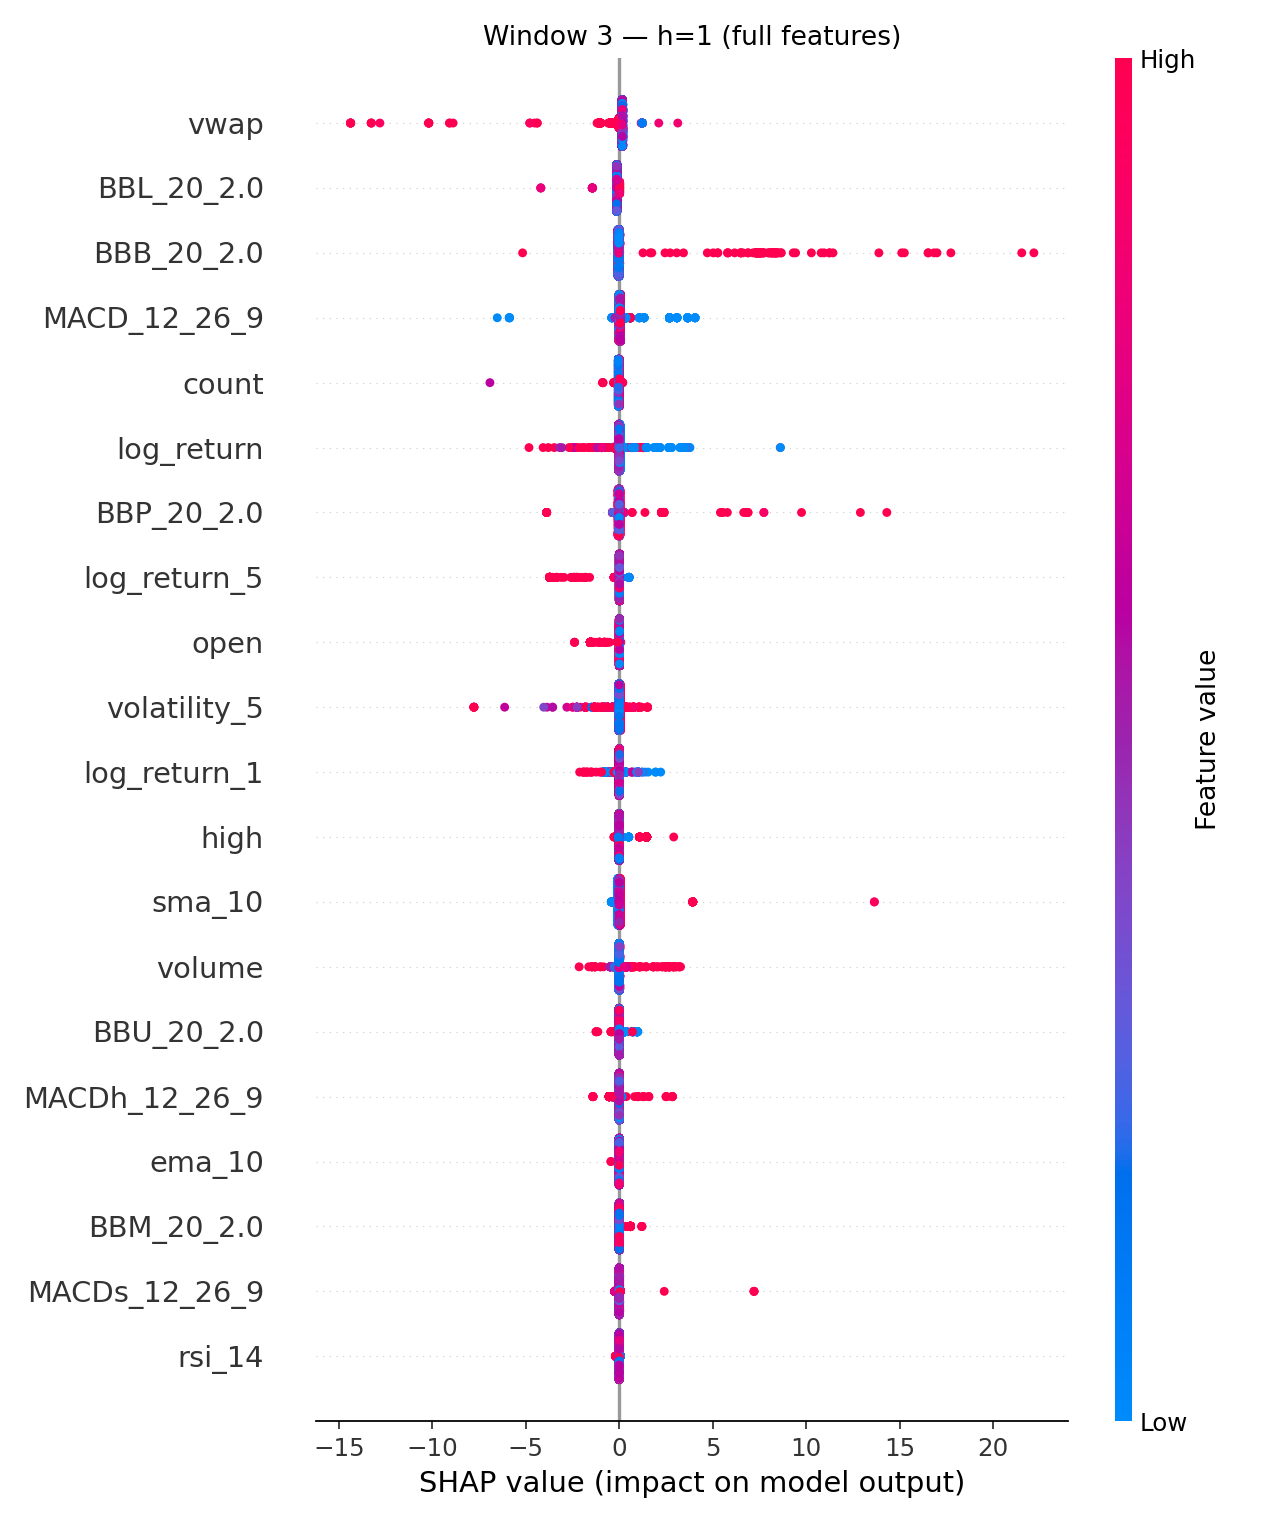 Window 3 — h=1 (full features)
High
vwap
BBL_20_2.0
BBB_20_2.0
MACD_12_26_9
count
log_return
BBP_20_2.0
log_return_5
open
volatility_5
log_return_1
high
sma_10
volume
BBU_20_2.0
MACDh_12_26_9
ema_10
BBM_20_2.0
MACDs_12_26_9
rsi_14
Feature value
Low
−15 −10 −5 0 5 10 15 20
SHAP value (impact on model output)